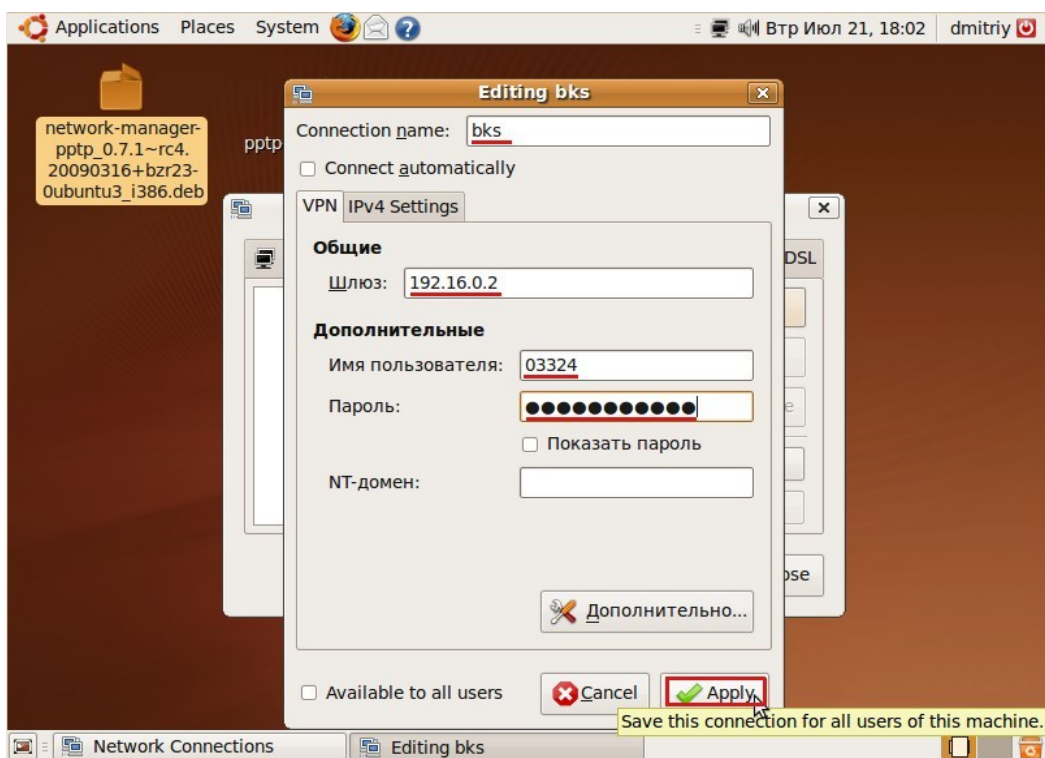 Applications Places System
Втр Июл 21, 18:02 dmitriy
network-manager-
pptp_0.7.1~rc4.
20090316+bzr23-
0ubuntu3_i386.deb
pptp
Editing bks
Connection name: bks
Connect automatically
VPN IPv4 Settings
DSL
Общие
Шлюз: 192.16.0.2
Дополнительные
Имя пользователя: 03324
Пароль: ●●●●●●●●●●●
e
Показать пароль
NT-домен:
ose
Дополнительно...
Available to all users Cancel Apply
Save this connection for all users of this machine.
Network Connections Editing bks